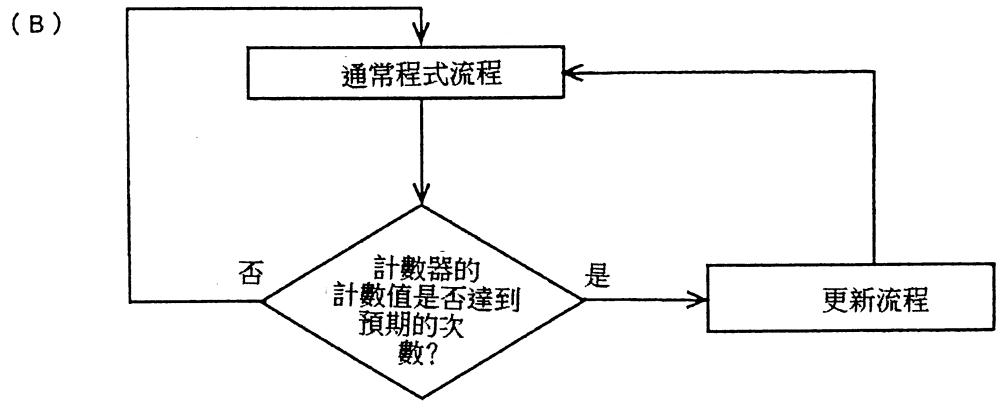 (B)
通常程式流程
否
計數器的
計數值是否達到
預期的次
數?
是
更新流程